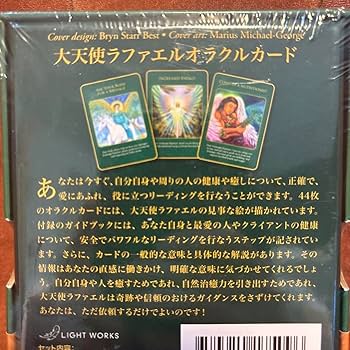 Cover design: Bryn Starr Best • Cover art: Marius Michael-George
大天使ラファエルオラクルカード
INCREASED ENERGY
あなたは今すぐ、自分自身や周りの人の健康や癒しについて、正確で、
愛にあふれ、役に立つリーディングを行なうことができます。44枚
のオラクルカードには、大天使ラファエルの見事な絵が描かれています。
付録のガイドブックには、あなた自身と最愛の人やクライアントの健康
について、安全でパワフルなリーディングを行なうステップが記されていま
す。さらに、カードの一般的な意味と具体的な解説があります。その
情報はあなたの直感に働きかけ、明確な意味に気づかせてくれるでしょう。
自分自身や人を癒すためであれ、自然治癒力を引き出すためであれ、
大天使ラファエルは奇跡や信頼のおけるガイダンスをさずけてくれます。
あなたは、ただ依頼するだけでよいのです!
LIGHT WORKS
セット内容: